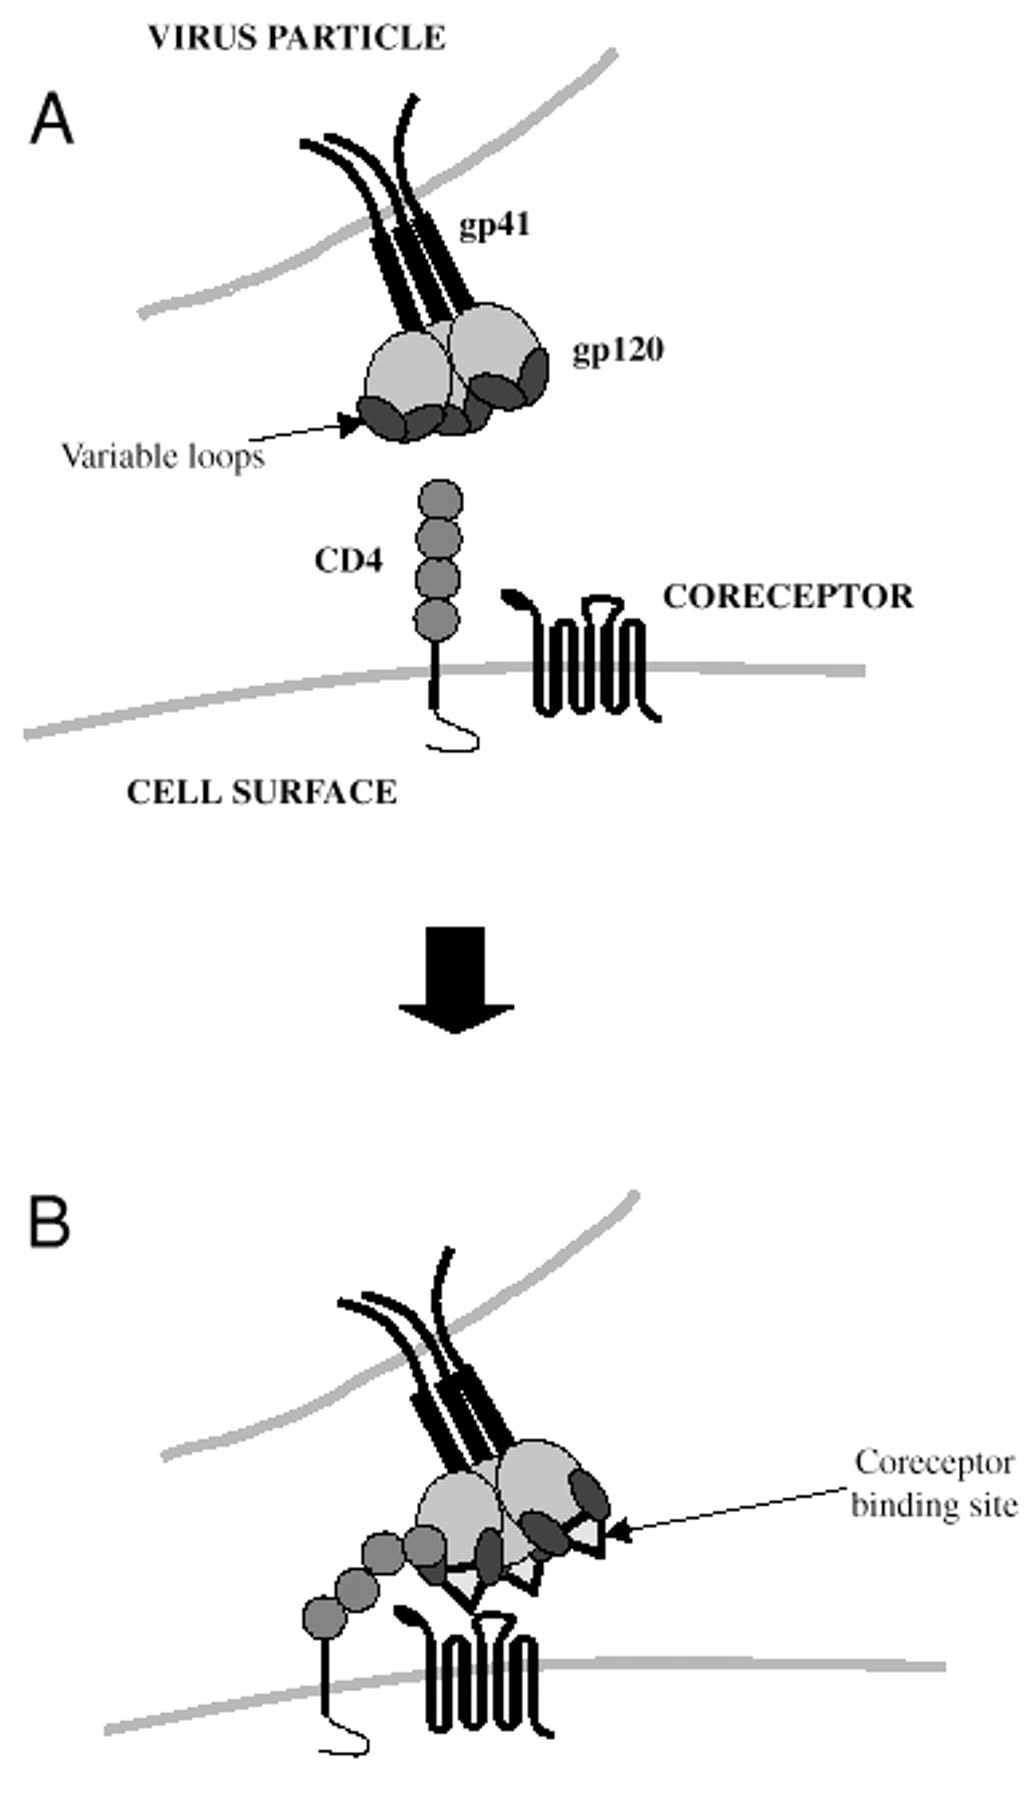 VIRUS PARTICLE
A
gp41
gp120
Variable loops
CD4
CORECEPTOR
CELL SURFACE
B
Coreceptor
binding site